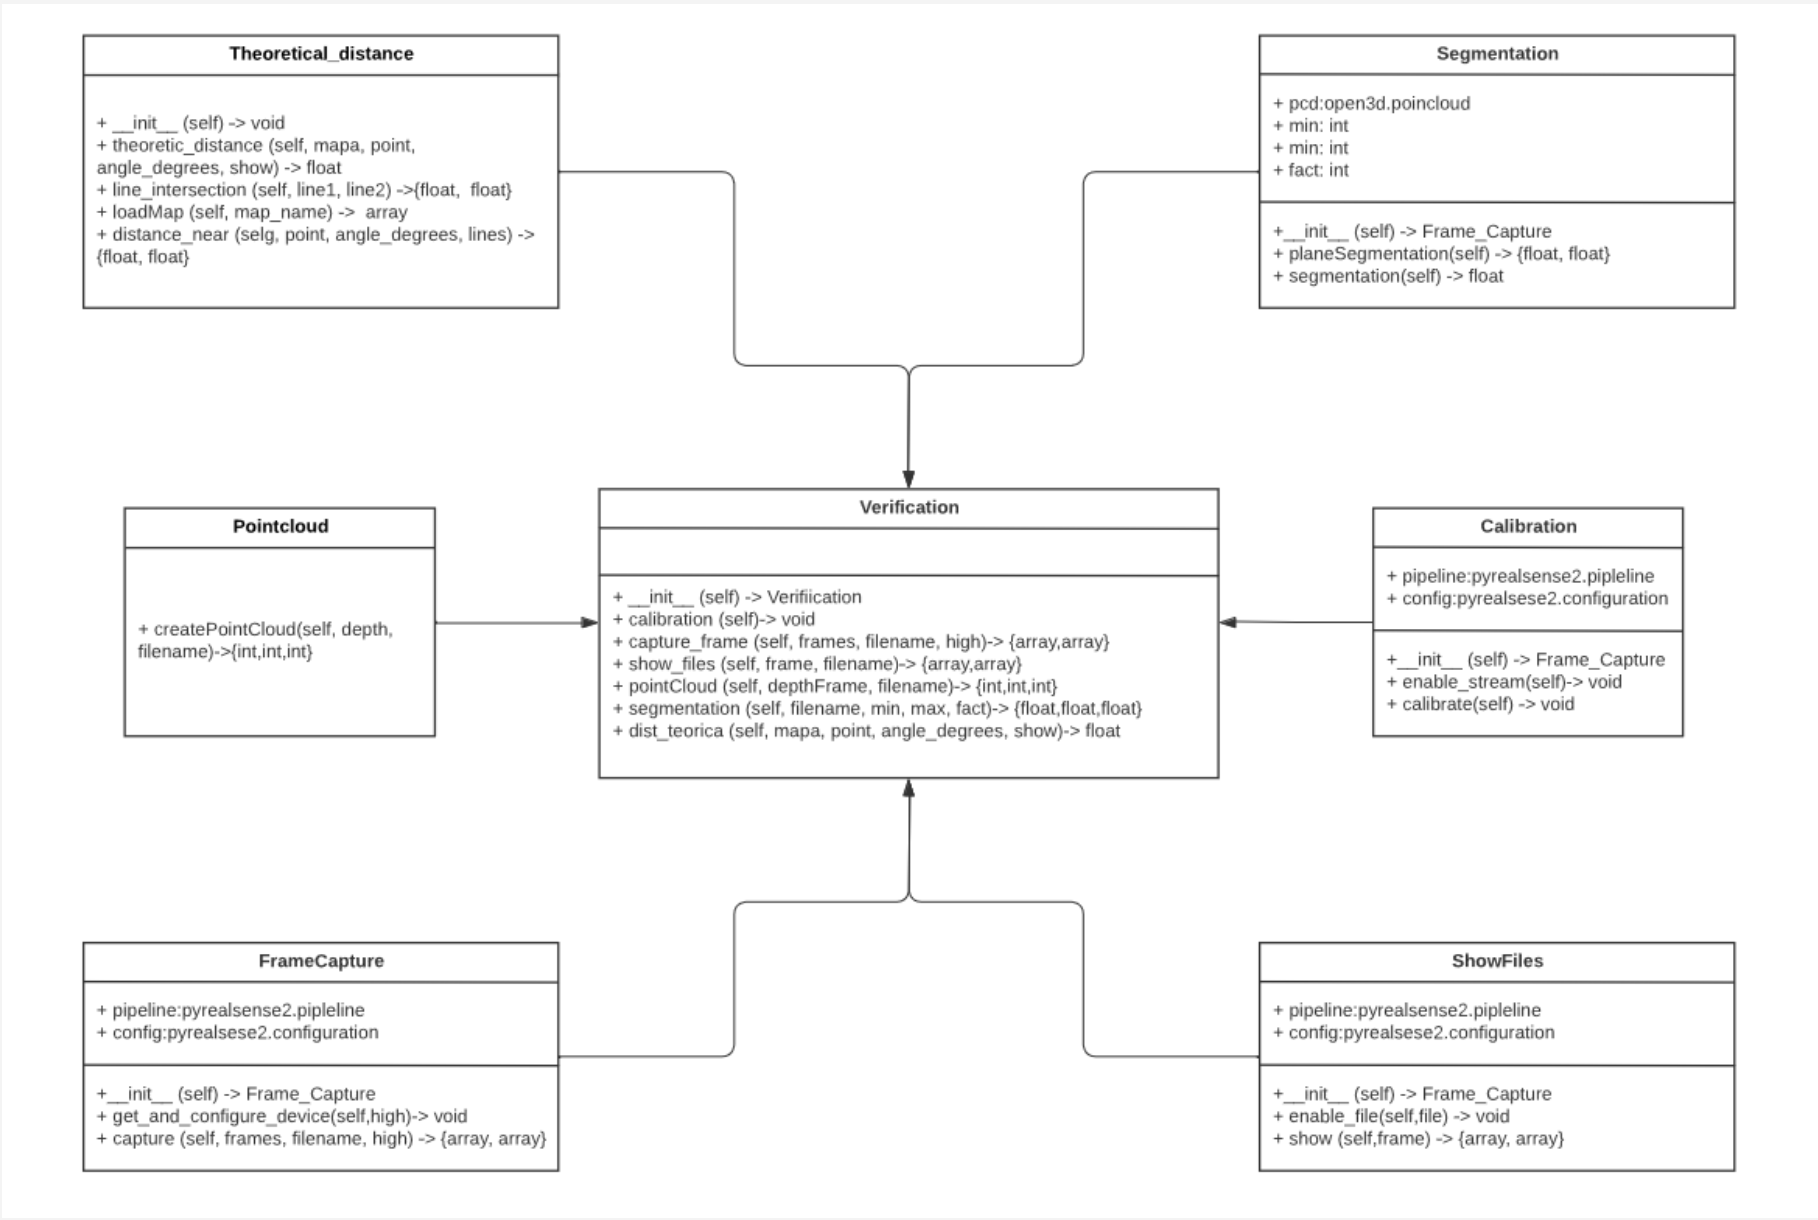 Theoretical_distance
+ __init__ (self) -> void
+ theoretic_distance (self, mapa, point,
angle_degrees, show) -> float
+ line_intersection (self, line1, line2) ->{float, float}
+ loadMap (self, map_name) -> array
+ distance_near (selg, point, angle_degrees, lines) ->
{float, float}
Segmentation
+ pcd:open3d.poincloud
+ min: int
+ min: int
+ fact: int
+__init__ (self) -> Frame_Capture
+ planeSegmentation(self) -> {float, float}
+ segmentation(self) -> float
Pointcloud
+ createPointCloud(self, depth,
filename)->{int,int,int}
Verification
+ __init__ (self) -> Verifiication
+ calibration (self)-> void
+ capture_frame (self, frames, filename, high)-> {array,array}
+ show_files (self, frame, filename)-> {array,array}
+ pointCloud (self, depthFrame, filename)-> {int,int,int}
+ segmentation (self, filename, min, max, fact)-> {float,float,float}
+ dist_teorica (self, mapa, point, angle_degrees, show)-> float
Calibration
+ pipeline:pyrealsense2.pipleline
+ config:pyrealsese2.configuration
+__init__ (self) -> Frame_Capture
+ enable_stream(self)-> void
+ calibrate(self) -> void
FrameCapture
+ pipeline:pyrealsense2.pipleline
+ config:pyrealsese2.configuration
+__init__ (self) -> Frame_Capture
+ get_and_configure_device(self,high)-> void
+ capture (self, frames, filename, high) -> {array, array}
ShowFiles
+ pipeline:pyrealsense2.pipleline
+ config:pyrealsese2.configuration
+__init__ (self) -> Frame_Capture
+ enable_file(self,file) -> void
+ show (self,frame) -> {array, array}